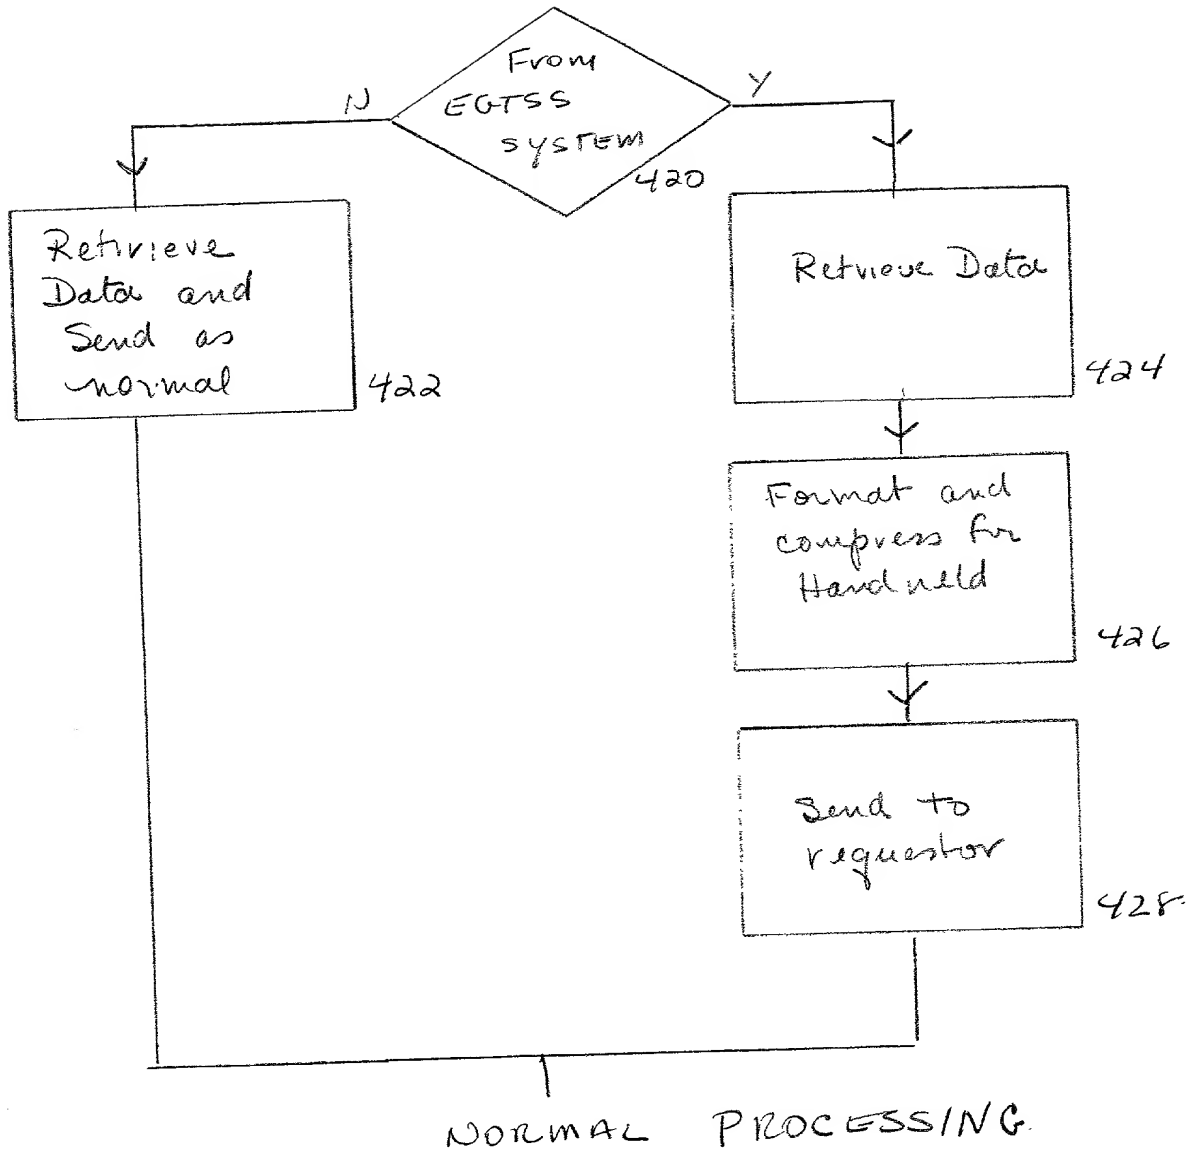 From
EGTSS
SYSTEM
420
N
Y
Retirieve
Data and
Send as
normal
422
Retrieve Data
424
Format and
compress for
Handheld
426
Send to
requestor
428
NORMAL PROCESSING